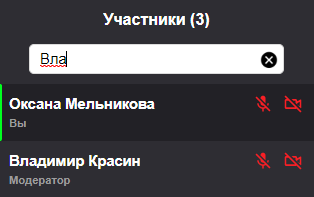 Участники (3)
Вла
Оксана Мельникова
Вы
Владимир Красин
Модератор